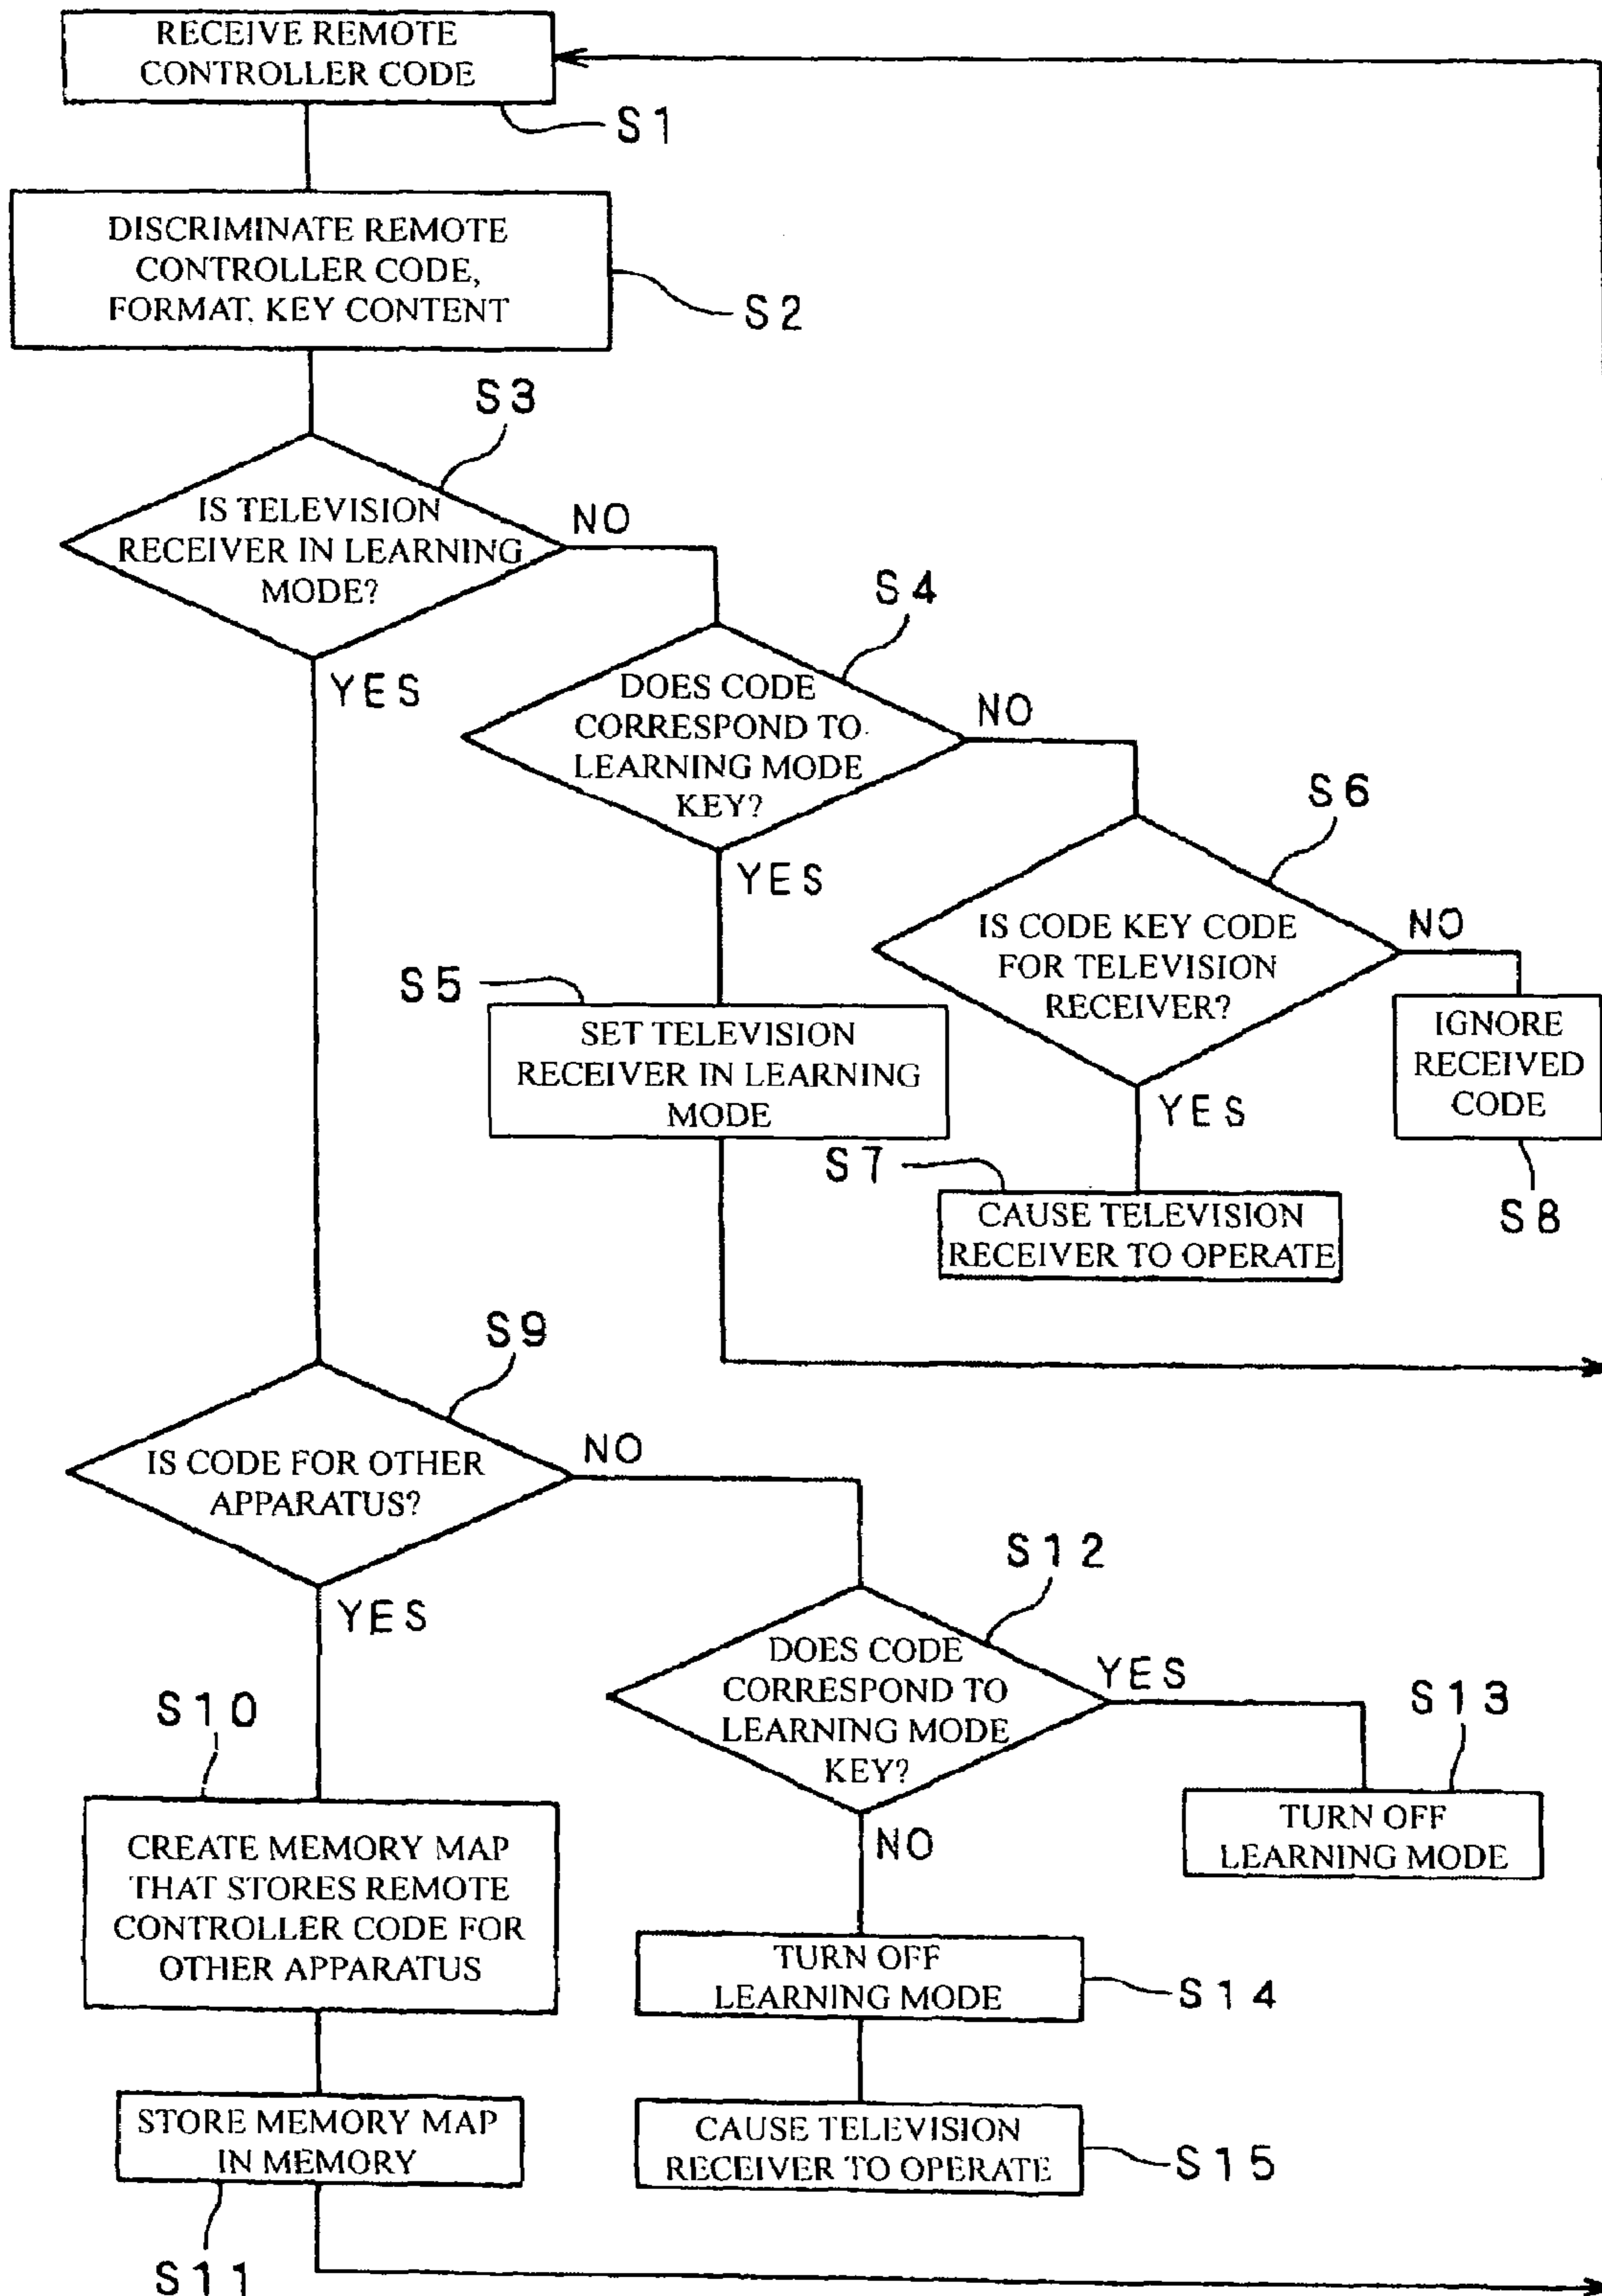 RECEIVE REMOTE
CONTROLLER CODE
S1
DISCRIMINATE REMOTE
CONTROLLER CODE,
FORMAT, KEY CONTENT
S2
S3
IS TELEVISION
RECEIVER IN LEARNING
MODE?
NO
YES
S4
DOES CODE
CORRESPOND TO
LEARNING MODE
KEY?
NO
YES
S6
IS CODE KEY CODE
FOR TELEVISION
RECEIVER?
NO
YES
S5
SET TELEVISION
RECEIVER IN LEARNING
MODE
IGNORE
RECEIVED
CODE
S8
S7
CAUSE TELEVISION
RECEIVER TO OPERATE
S9
IS CODE FOR OTHER
APPARATUS?
NO
YES
S12
DOES CODE
CORRESPOND TO
LEARNING MODE
KEY?
YES
NO
S13
TURN OFF
LEARNING MODE
S10
CREATE MEMORY MAP
THAT STORES REMOTE
CONTROLLER CODE FOR
OTHER APPARATUS
TURN OFF
LEARNING MODE
S14
STORE MEMORY MAP
IN MEMORY
S11
CAUSE TELEVISION
RECEIVER TO OPERATE
S15